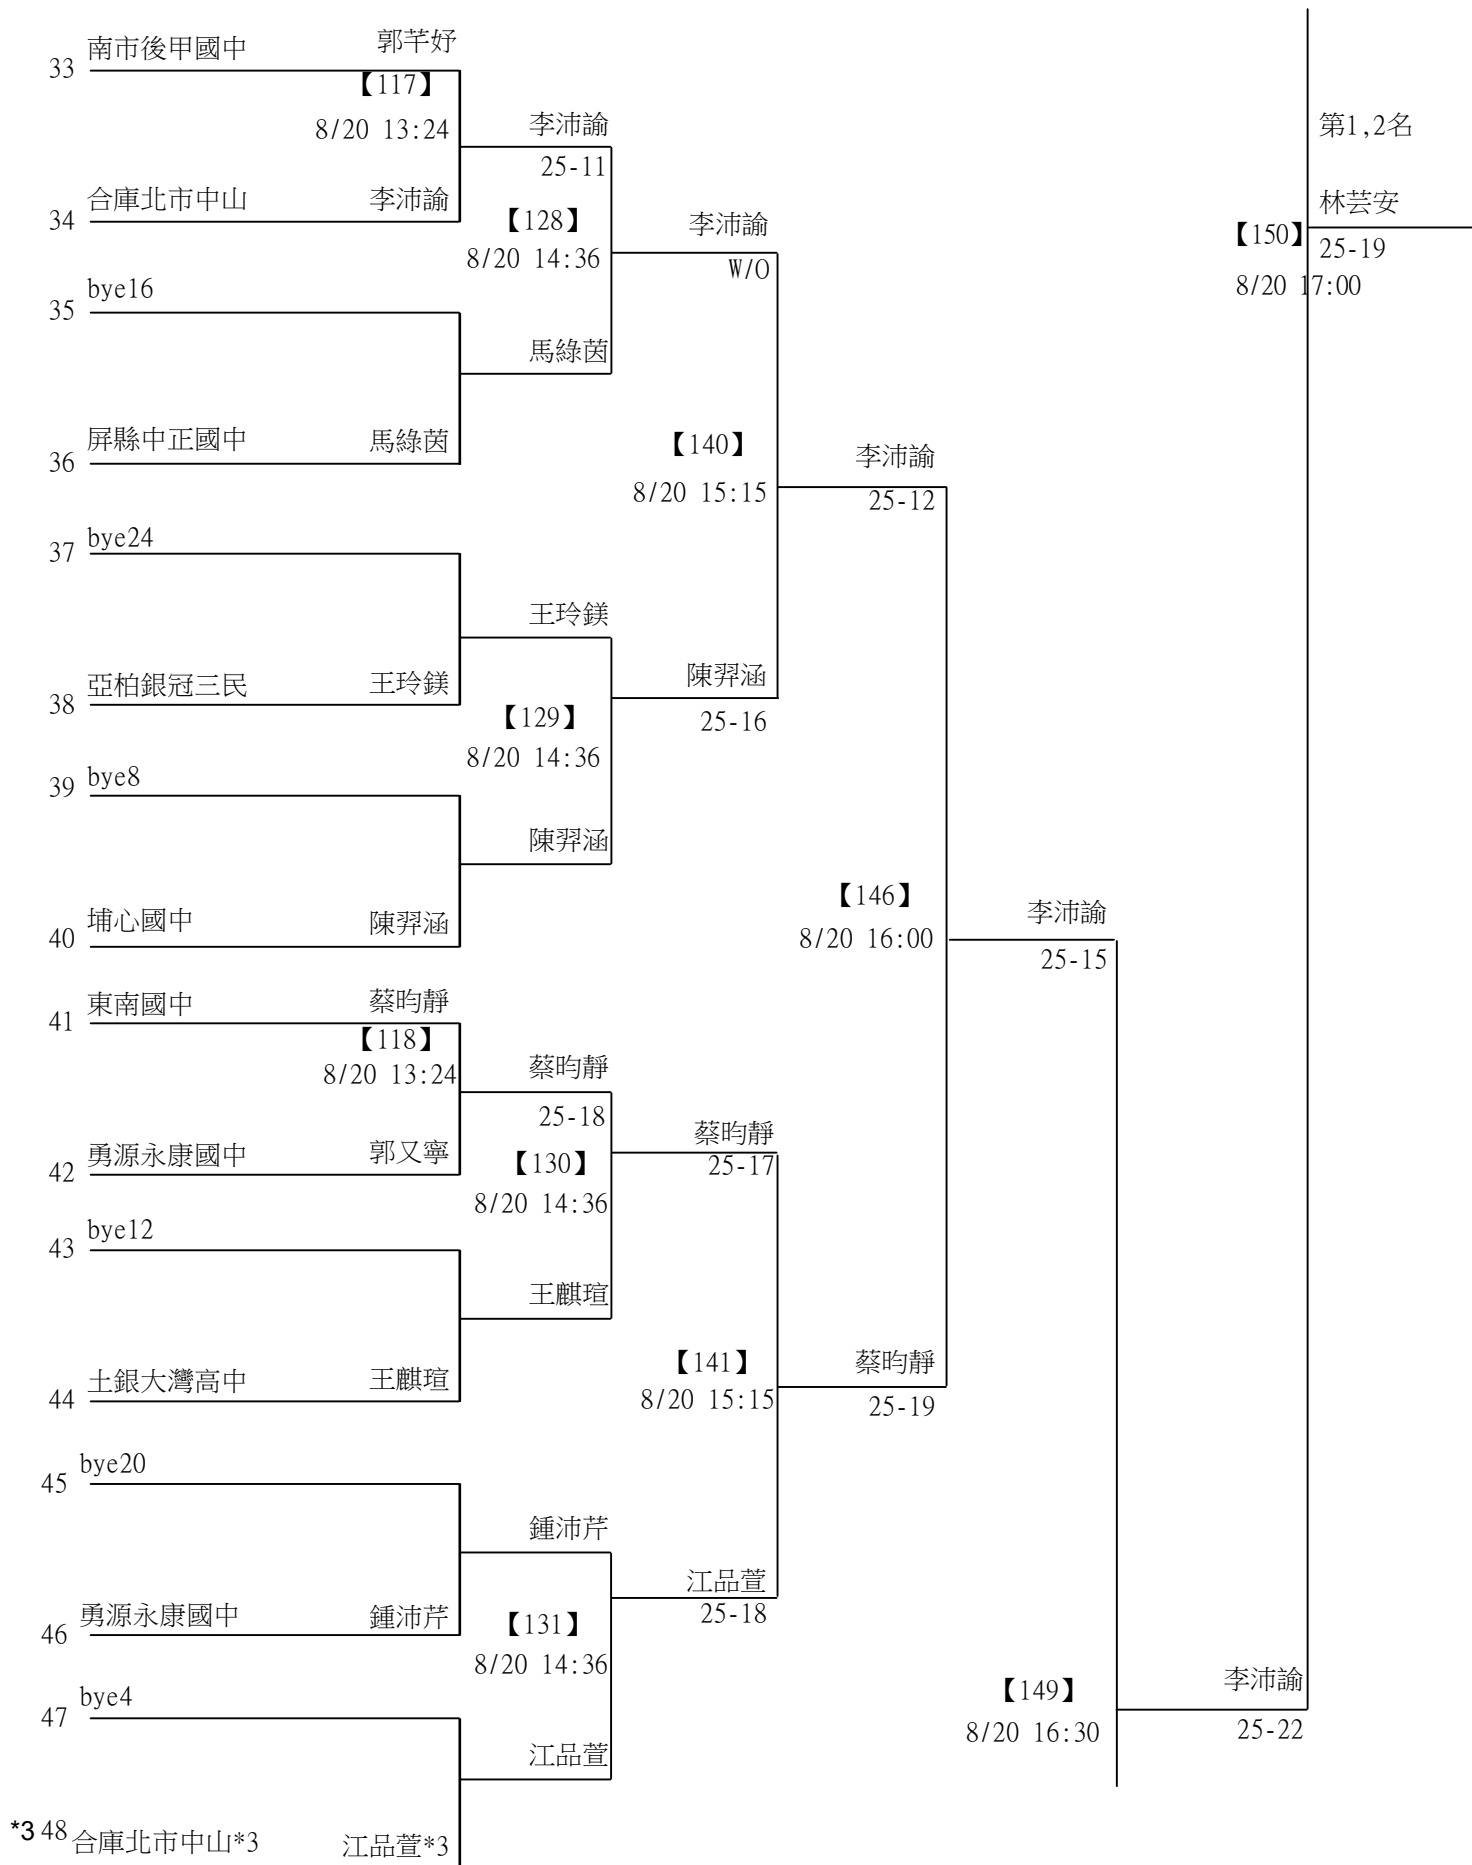 33 南市後甲國中 郭芊妤
【117】
8/20 13:24
李沛諭
25-11
34 合庫北市中山 李沛諭
【128】
8/20 14:36
李沛諭
W/O
35 bye16
馬綠茵
36 屏縣中正國中 馬綠茵
【140】
8/20 15:15
李沛諭
25-12
37 bye24
王玲鎂
38 亞柏銀冠三民 王玲鎂
【129】
8/20 14:36
陳羿涵
25-16
39 bye8
陳羿涵
40 埔心國中 陳羿涵
【146】
8/20 16:00
李沛諭
25-15
41 東南國中 蔡昀靜
【118】
8/20 13:24
蔡昀靜
25-18
42 勇源永康國中 郭又寧
【130】
8/20 14:36
蔡昀靜
25-17
43 bye12
王麒瑄
44 土銀大灣高中 王麒瑄
【141】
8/20 15:15
蔡昀靜
25-19
45 bye20
鍾沛芹
46 勇源永康國中 鍾沛芹
【131】
8/20 14:36
江品萱
25-18
47 bye4
江品萱
*3 48 合庫北市中山*3 江品萱*3
【149】
8/20 16:30
李沛諭
25-22
第1,2名
林芸安
【150】 25-19
8/20 17:00